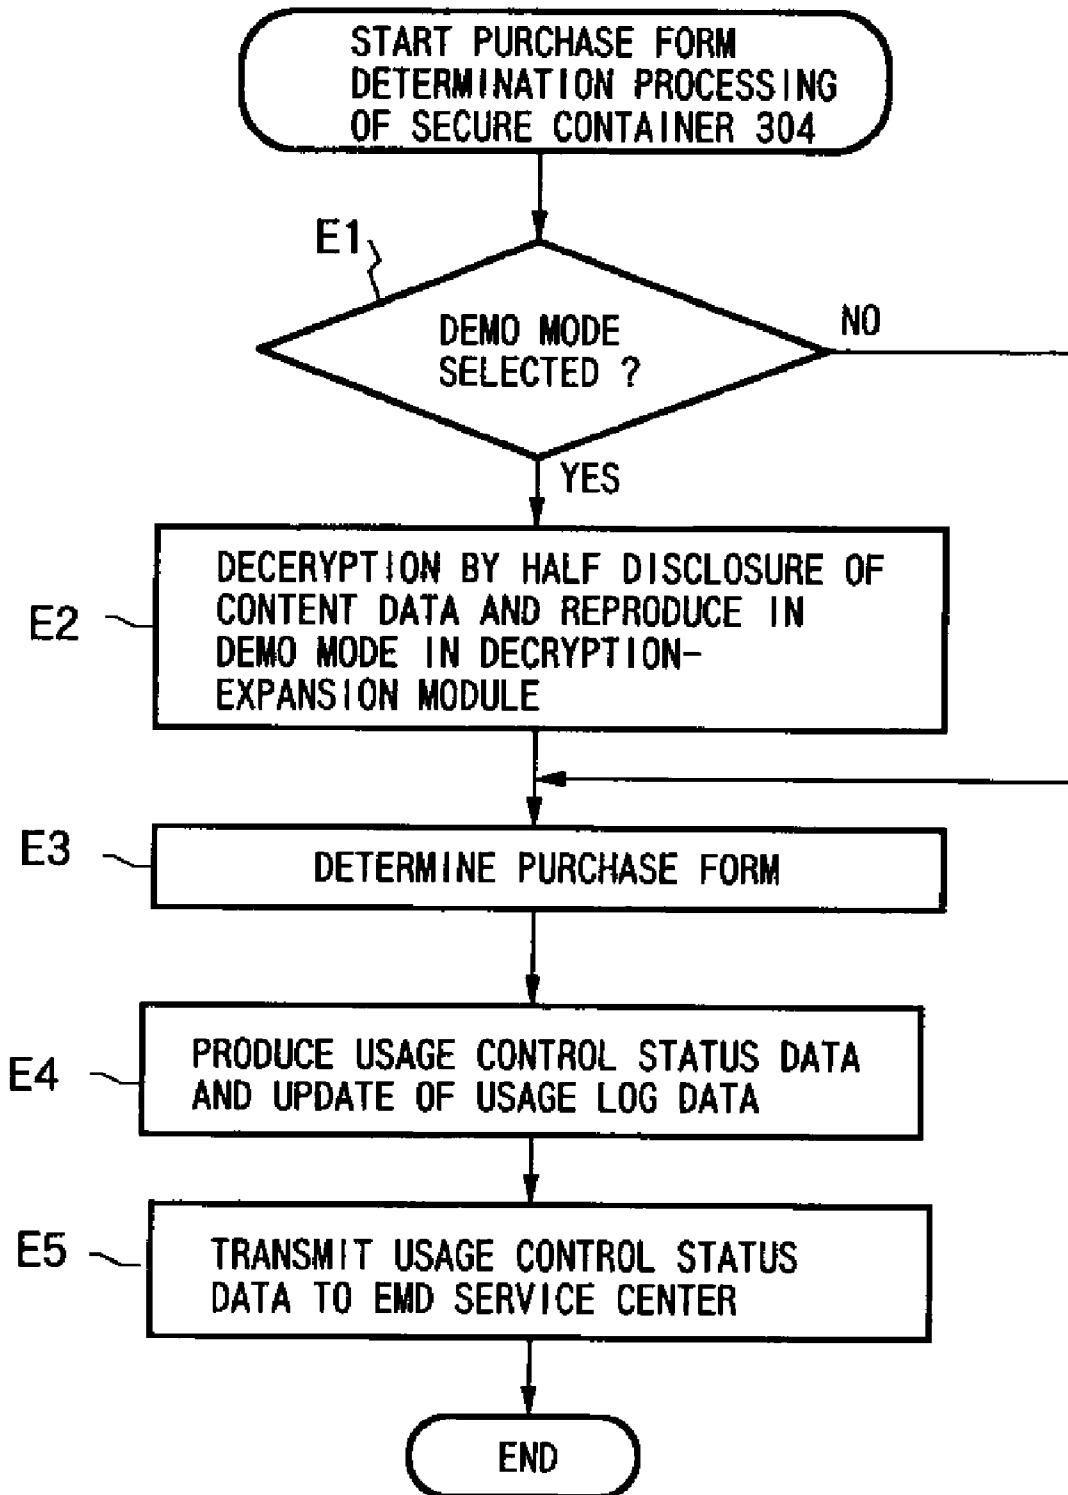 START PURCHASE FORM
DETERMINATION PROCESSING
OF SECURE CONTAINER 304
E1
DEMO MODE
SELECTED ?
NO
YES
E2
DECERYPTION BY HALF DISCLOSURE OF
CONTENT DATA AND REPRODUCE IN
DEMO MODE IN DECRYPTION-
EXPANSION MODULE
E3
DETERMINE PURCHASE FORM
E4
PRODUCE USAGE CONTROL STATUS DATA
AND UPDATE OF USAGE LOG DATA
E5
TRANSMIT USAGE CONTROL STATUS
DATA TO EMD SERVICE CENTER
END